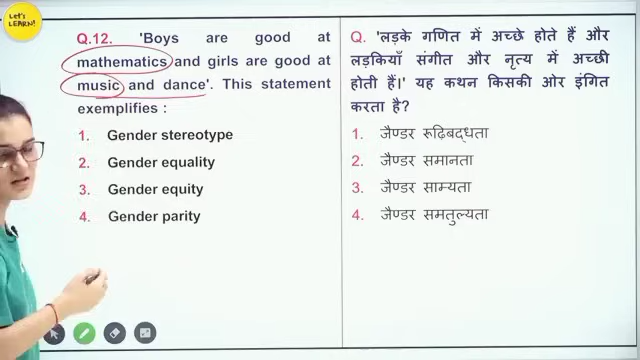 Let's
LEARN!
Q.12. 'Boys are good at
mathematics and girls are good at
music and dance'. This statement
exemplifies :
1. Gender stereotype
2. Gender equality
3. Gender equity
4. Gender parity
Q. 'लड़के गणित में अच्छे होते हैं और
लड़कियाँ संगीत और नृत्य में अच्छी
होती हैं।' यह कथन किसकी ओर इंगित
करता है?
1. जैण्डर रूढ़िबद्धता
2. जैण्डर समानता
3. जैण्डर साम्यता
4. जैण्डर समतुल्यता